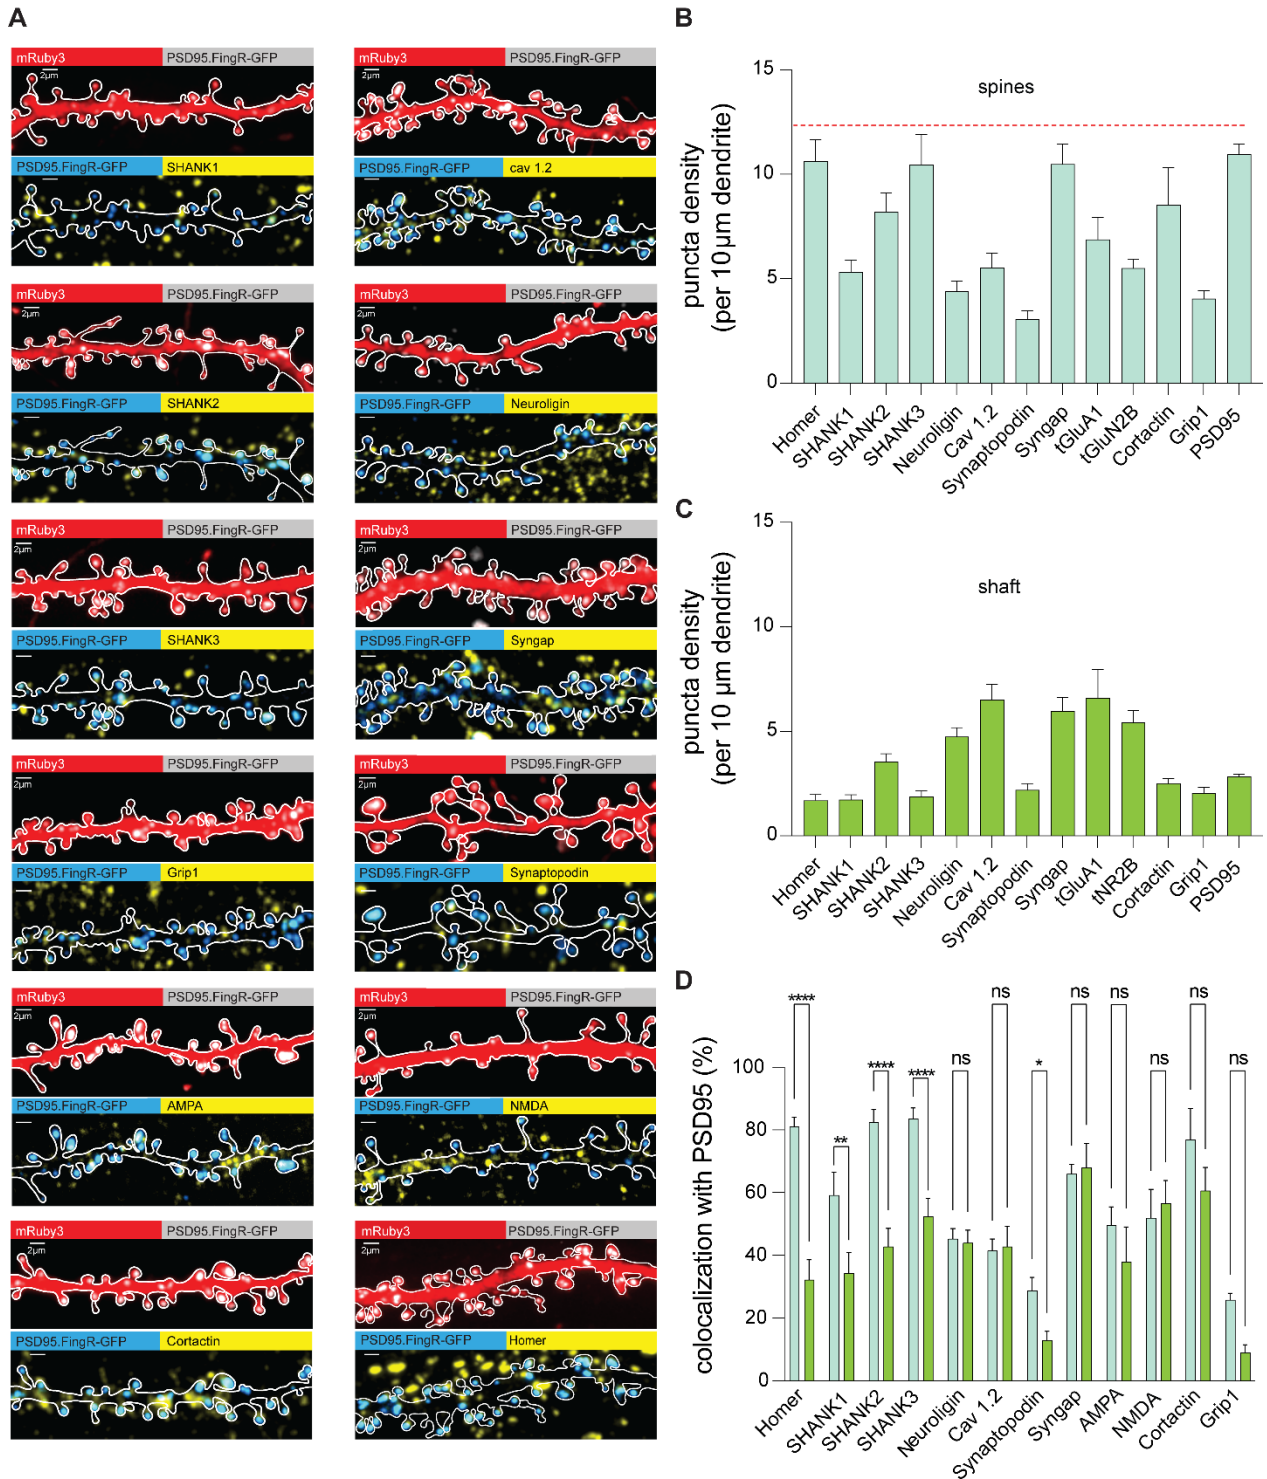 A
mRuby3 PSD95.FingR-GFP
2µm
PSD95.FingR-GFP SHANK1
mRuby3 PSD95.FingR-GFP
2µm
PSD95.FingR-GFP cav 1.2
mRuby3 PSD95.FingR-GFP
2µm
PSD95.FingR-GFP SHANK2
mRuby3 PSD95.FingR-GFP
2µm
PSD95.FingR-GFP Neuroligin
mRuby3 PSD95.FingR-GFP
2µm
PSD95.FingR-GFP SHANK3
mRuby3 PSD95.FingR-GFP
2µm
PSD95.FingR-GFP Syngap
mRuby3 PSD95.FingR-GFP
2µm
PSD95.FingR-GFP Grip1
mRuby3 PSD95.FingR-GFP
2µm
PSD95.FingR-GFP Synaptopodin
mRuby3 PSD95.FingR-GFP
2µm
PSD95.FingR-GFP AMPA
mRuby3 PSD95.FingR-GFP
2µm
PSD95.FingR-GFP NMDA
mRuby3 PSD95.FingR-GFP
2µm
PSD95.FingR-GFP Cortactin
mRuby3 PSD95.FingR-GFP
2µm
PSD95.FingR-GFP Homer
B
spines
puncta density
(per 10µm dendrite)
15
10
5
0
Homer
SHANK1
SHANK2
SHANK3
Neuroligin
Cav 1.2
Synaptopodin
Syngap
tGluA1
tGluN2B
Cortactin
Grip1
PSD95
C
shaft
puncta density
(per 10 µm dendrite)
15
10
5
0
Homer
SHANK1
SHANK2
SHANK3
Neuroligin
Cav 1.2
Synaptopodin
Syngap
tGluA1
tNR2B
Cortactin
Grip1
PSD95
D
colocalization with PSD95 (%)
100
80
60
40
20
0
****
**
****
****
ns
ns
*
ns
ns
ns
ns
ns
Homer
SHANK1
SHANK2
SHANK3
Neuroligin
Cav 1.2
Synaptopodin
Syngap
AMPA
NMDA
Cortactin
Grip1